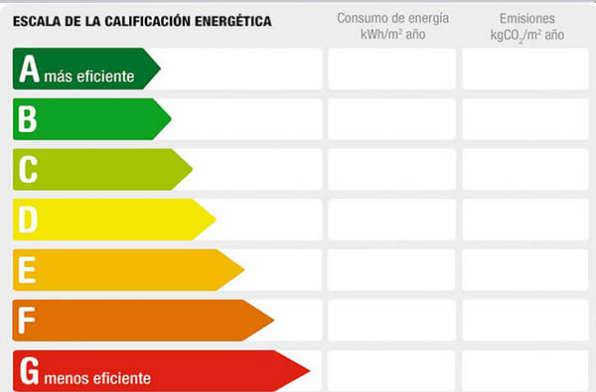 ESCALA DE LA CALIFICACIÓN ENERGÉTICA
Consumo de energía
kWh/m² año
Emisiones
kgCO₂/m² año
A más eficiente
B
C
D
E
F
G menos eficiente